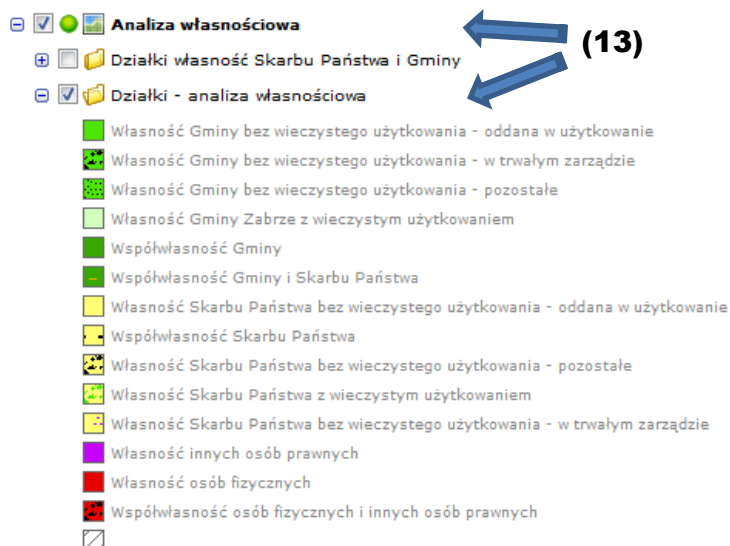 Analiza własnościowa
(13)
Działki własność Skarbu Państwa i Gminy
Działki - analiza własnościowa
Własność Gminy bez wieczystego użytkowania - oddana w użytkowanie
Własność Gminy bez wieczystego użytkowania - w trwałym zarządzie
Własność Gminy bez wieczystego użytkowania - pozostałe
Własność Gminy Zabrze z wieczystym użytkowaniem
Współwłasność Gminy
Współwłasność Gminy i Skarbu Państwa
Własność Skarbu Państwa bez wieczystego użytkowania - oddana w użytkowanie
Współwłasność Skarbu Państwa
Własność Skarbu Państwa bez wieczystego użytkowania - pozostałe
Własność Skarbu Państwa z wieczystym użytkowaniem
Własność Skarbu Państwa bez wieczystego użytkowania - w trwałym zarządzie
Własność innych osób prawnych
Własność osób fizycznych
Współwłasność osób fizycznych i innych osób prawnych